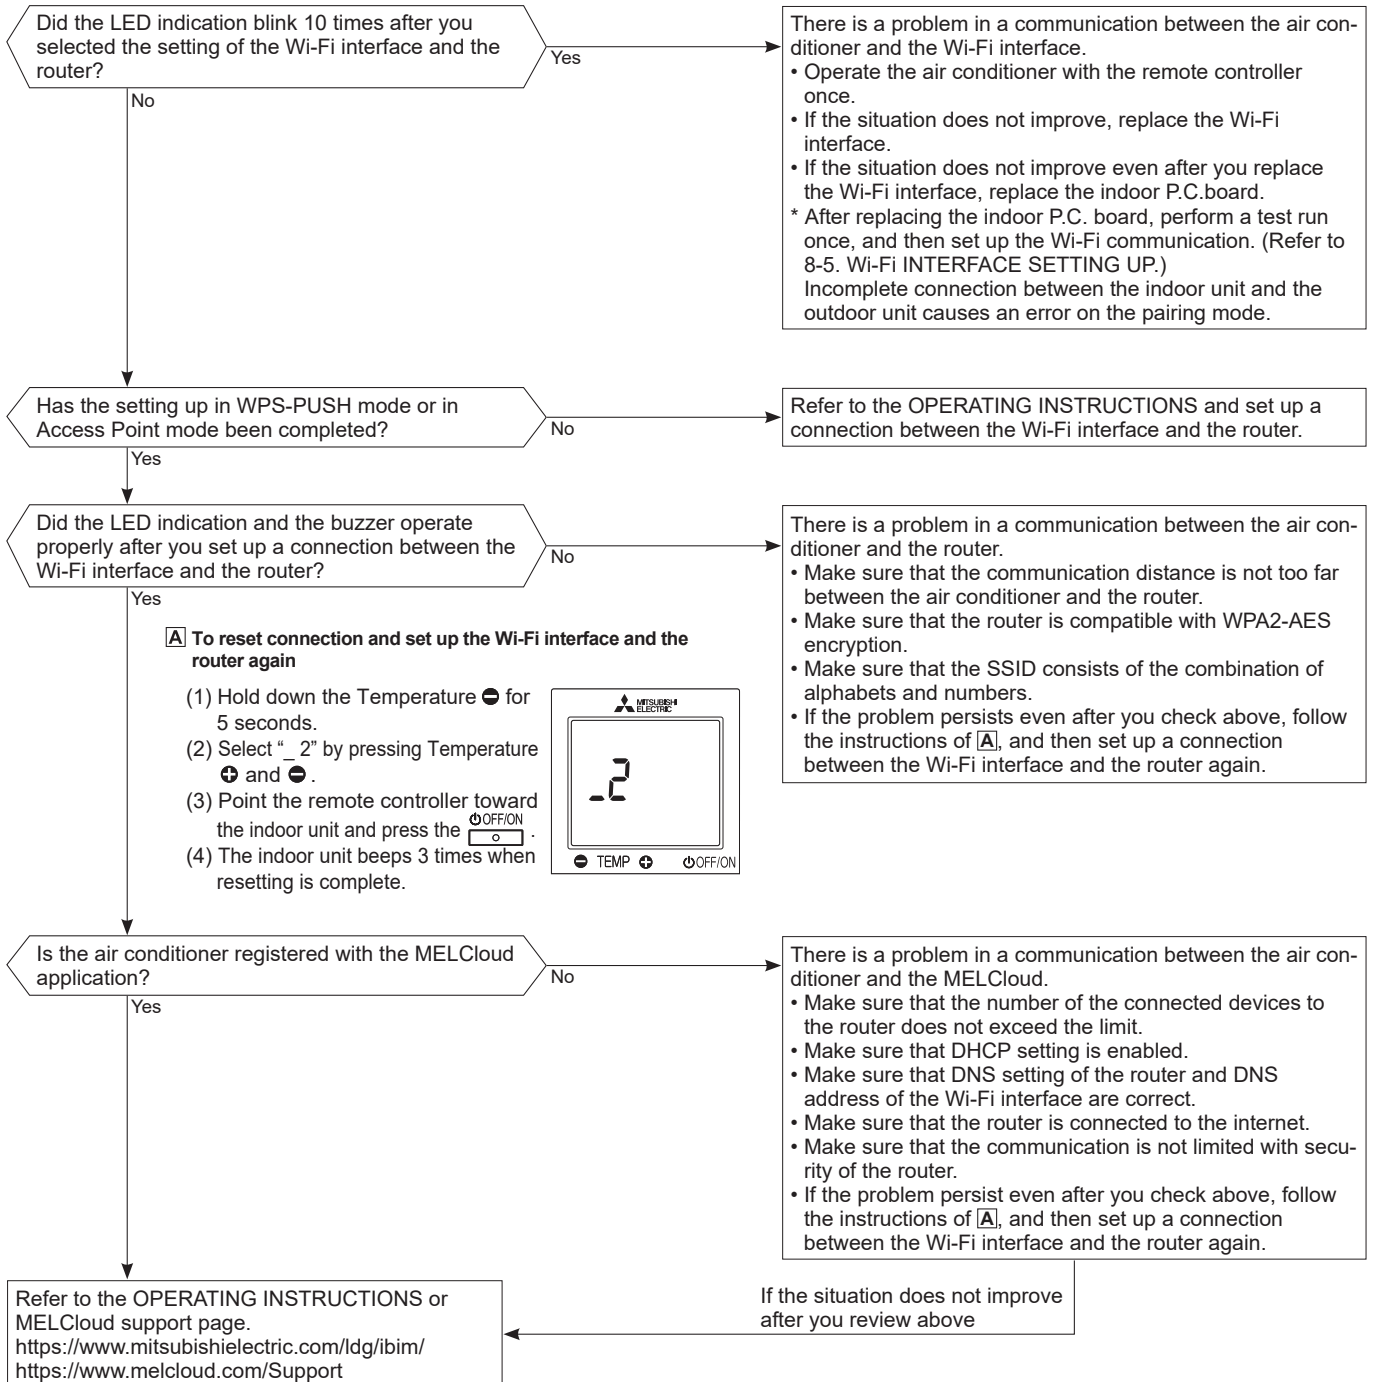 Did the LED indication blink 10 times after you
selected the setting of the Wi-Fi interface and the
router?
Yes
No
There is a problem in a communication between the air con-
ditioner and the Wi-Fi interface.
• Operate the air conditioner with the remote controller
once.
• If the situation does not improve, replace the Wi-Fi
interface.
• If the situation does not improve even after you replace
the Wi-Fi interface, replace the indoor P.C.board.
* After replacing the indoor P.C. board, perform a test run
once, and then set up the Wi-Fi communication. (Refer to
8-5. Wi-Fi INTERFACE SETTING UP.)
Incomplete connection between the indoor unit and the
outdoor unit causes an error on the pairing mode.
Has the setting up in WPS-PUSH mode or in
Access Point mode been completed?
No
Yes
Refer to the OPERATING INSTRUCTIONS and set up a
connection between the Wi-Fi interface and the router.
Did the LED indication and the buzzer operate
properly after you set up a connection between the
Wi-Fi interface and the router?
No
Yes
There is a problem in a communication between the air con-
ditioner and the router.
• Make sure that the communication distance is not too far
between the air conditioner and the router.
• Make sure that the router is compatible with WPA2-AES
encryption.
• Make sure that the SSID consists of the combination of
alphabets and numbers.
• If the problem persists even after you check above, follow
the instructions of A, and then set up a connection
between the Wi-Fi interface and the router again.
A To reset connection and set up the Wi-Fi interface and the
router again
(1) Hold down the Temperature ⊖ for
5 seconds.
(2) Select “_ 2” by pressing Temperature
⊕ and ⊖ .
(3) Point the remote controller toward
the indoor unit and press the ⏻OFF/ON .
(4) The indoor unit beeps 3 times when
resetting is complete.
MITSUBISHI
ELECTRIC
_2
⊖ TEMP ⊕ ⏻OFF/ON
Is the air conditioner registered with the MELCloud
application?
No
Yes
There is a problem in a communication between the air con-
ditioner and the MELCloud.
• Make sure that the number of the connected devices to
the router does not exceed the limit.
• Make sure that DHCP setting is enabled.
• Make sure that DNS setting of the router and DNS
address of the Wi-Fi interface are correct.
• Make sure that the router is connected to the internet.
• Make sure that the communication is not limited with secu-
rity of the router.
• If the problem persist even after you check above, follow
the instructions of A, and then set up a connection
between the Wi-Fi interface and the router again.
If the situation does not improve
after you review above
Refer to the OPERATING INSTRUCTIONS or
MELCloud support page.
https://www.mitsubishielectric.com/ldg/ibim/
https://www.melcloud.com/Support